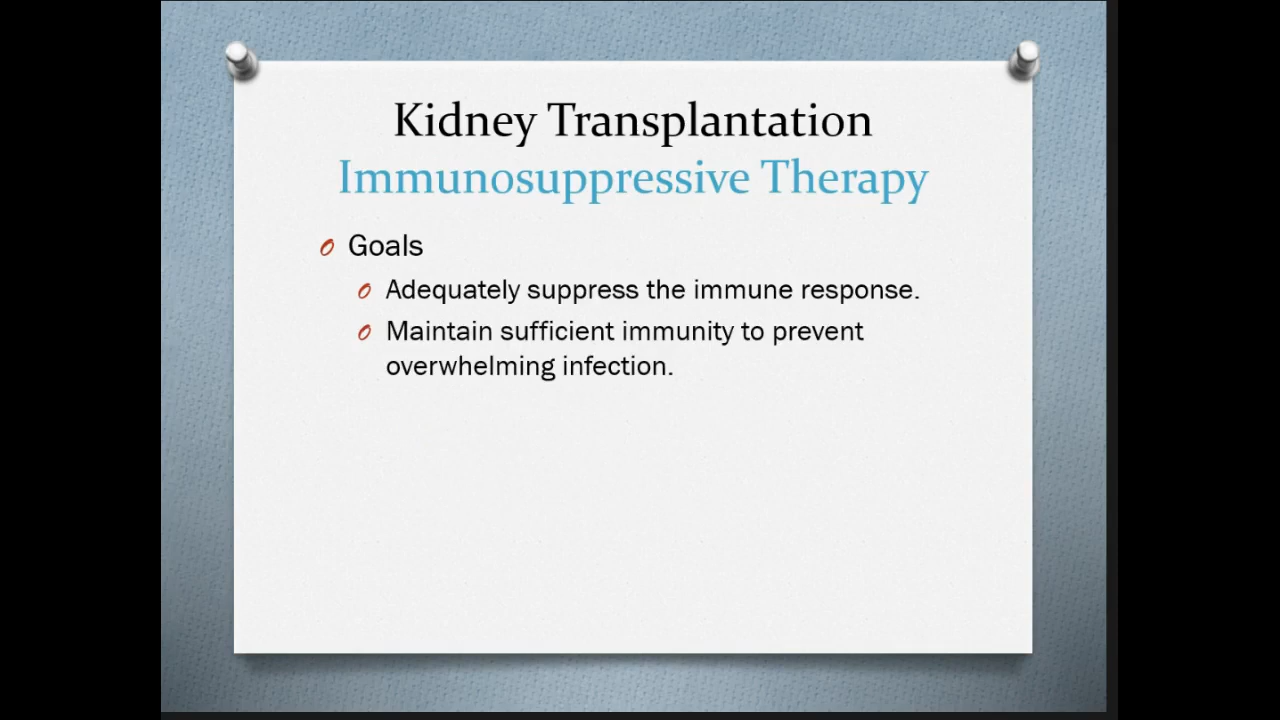 Kidney Transplantation
Immunosuppressive Therapy
Goals
Adequately suppress the immune response.
Maintain sufficient immunity to prevent
overwhelming infection.